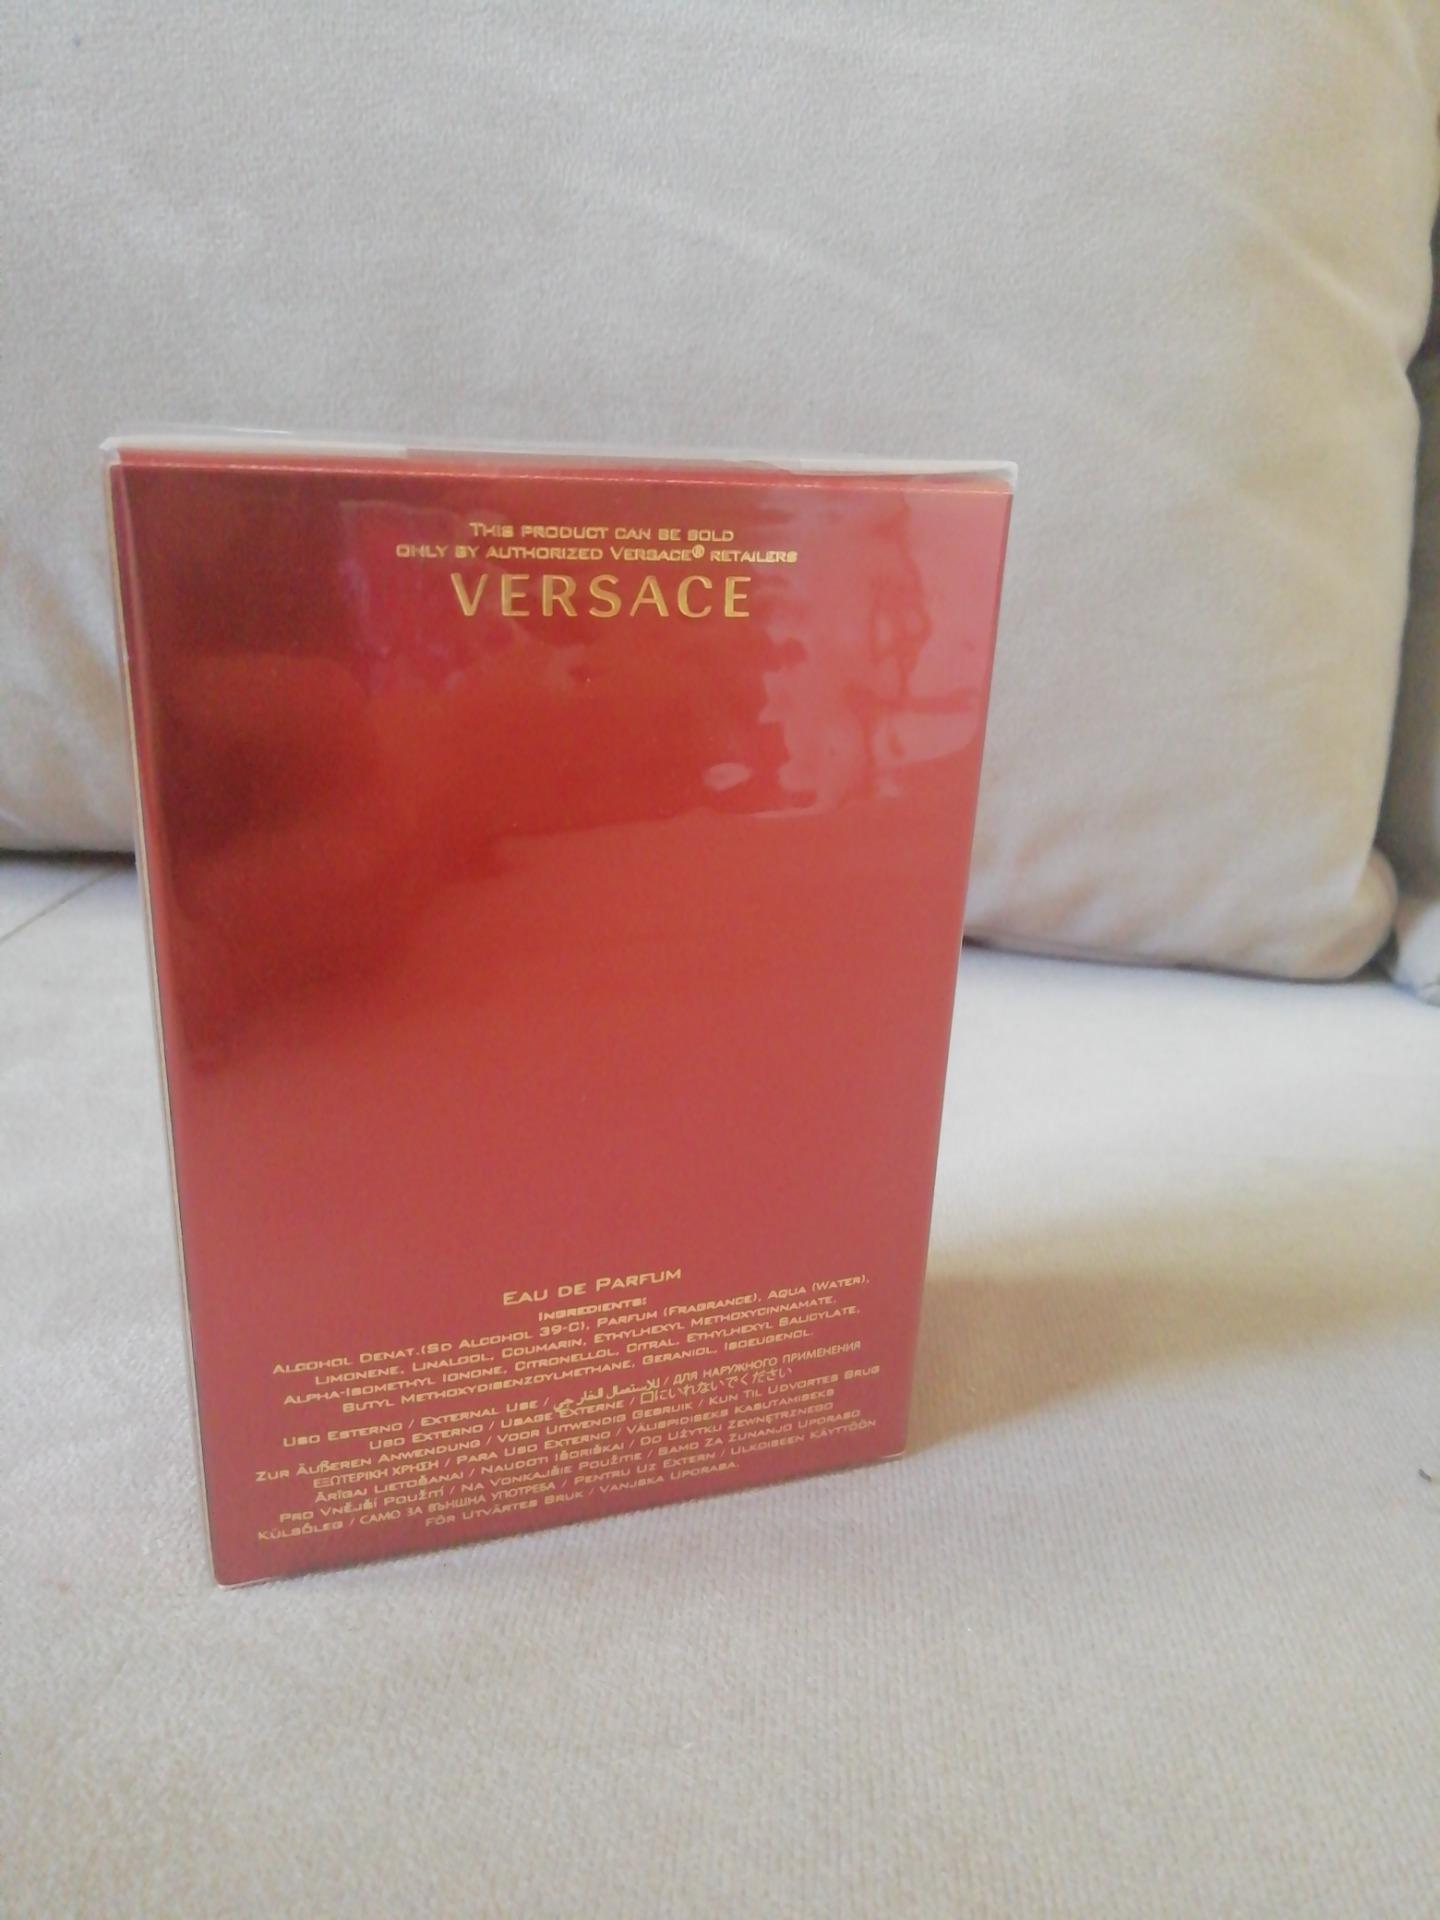 THIS PRODUCT CAN BE SOLD
ONLY BY AUTHORIZED VERSACE® RETAILERS
VERSACE
EAU DE PARFUM
INGREDIENTS:
ALCOHOL DENAT.(SD ALCOHOL 39-C), PARFUM (FRAGRANCE), AQUA (WATER),
LIMONENE, LINALOOL, COUMARIN, ETHYLHEXYL METHOXYCINNAMATE,
ALPHA-ISOMETHYL IONONE, CITRONELLOL, CITRAL, ETHYLHEXYL SALICYLATE,
BUTYL METHOXYDIBENZOYLMETHANE, GERANIOL, ISOEUGENOL.
USO ESTERNO / EXTERNAL USE / للإستعمال الخارجي / ДЛЯ НАРУЖНОГО ПРИМЕНЕНИЯ
USO EXTERNO / USAGE EXTERNE / 口にいれないでください
ZUR ÄUßEREN ANWENDUNG / VOOR UITWENDIG GEBRUIK / KUN TIL UDVORTES BRUG
ΕΞΩΤΕΡΙΚΗ ΧΡΗΣΗ / PARA USO EXTERNO / VÄLISPIDISEKS KASUTAMISEKS
ĀRĪGAI LIETOŠANAI / NAUDOTI IŠORIŠKAI / DO UŻYTKU ZEWNĘTRZNEGO
PRO VNĚJŠÍ POUŽITÍ / NA VONKAJŠIE POUŽITIE / SAMO ZA ZUNANJO UPORABO
KÜLSŐLEG / САМО ЗА ВЪНШНА УПОТРЕБА / PENTRU UZ EXTERN / ULKOISEEN KÄYTTÖÖN
FÖR UTVÄRTES BRUK / VANJSKA UPORABA.